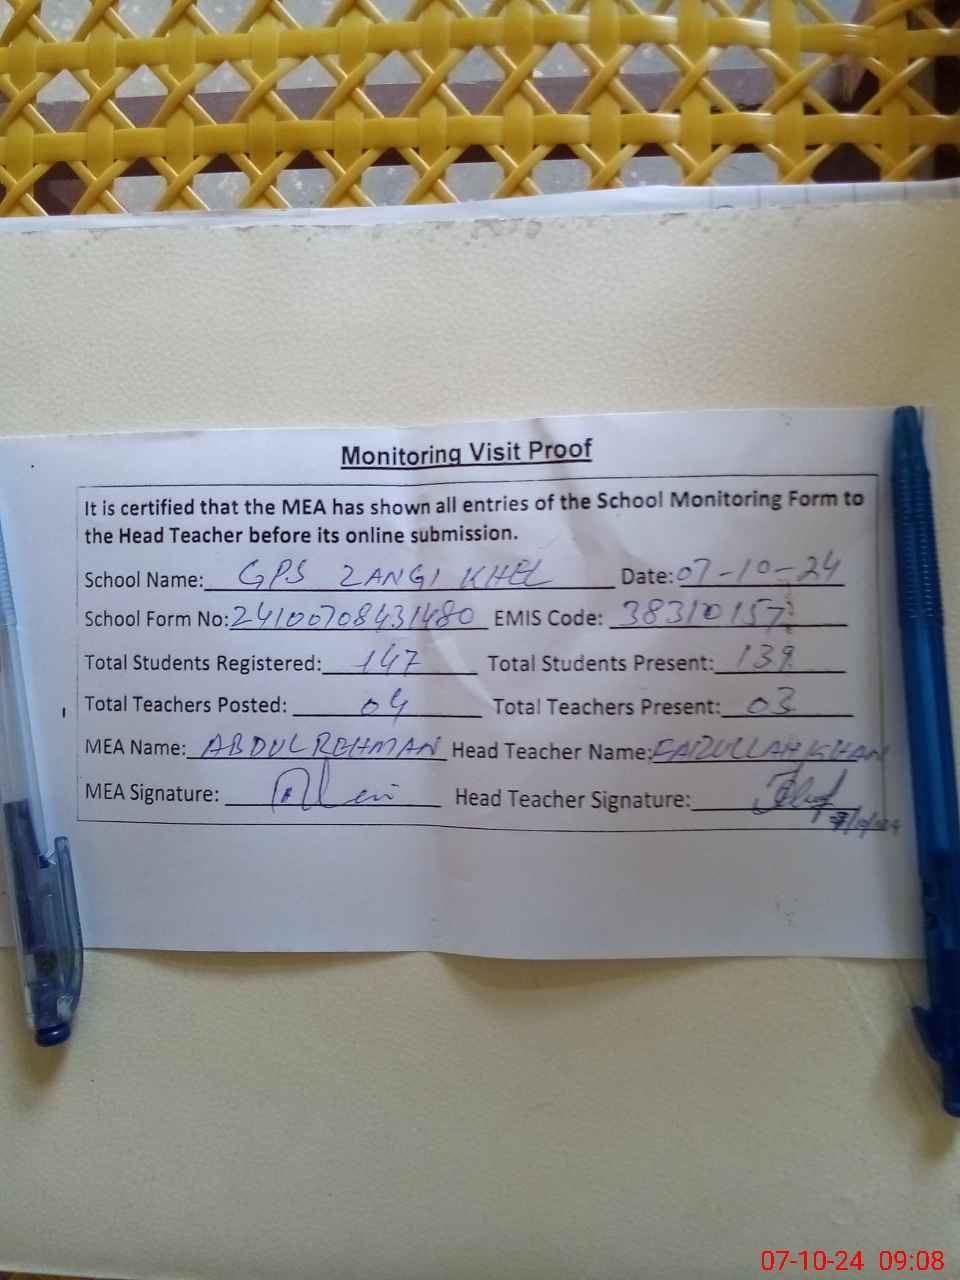 Monitoring Visit Proof
It is certified that the MEA has shown all entries of the School Monitoring Form to
the Head Teacher before its online submission.
School Name: GPS ZANGI KHEL Date: 07-10-24
School Form No: 24100708431480 EMIS Code: 38310157
Total Students Registered: 147 Total Students Present: 139
Total Teachers Posted: 04 Total Teachers Present: 03
MEA Name: ABDUL REHMAN Head Teacher Name: FAIZULLAH KHAN
MEA Signature: Head Teacher Signature:
07-10-24 09:08